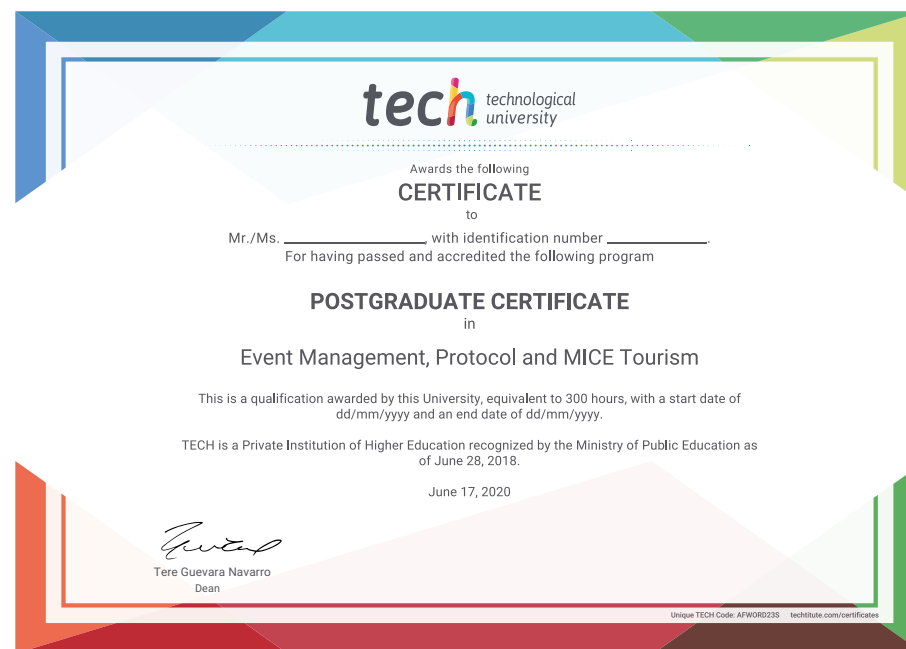 tech technological
university
Awards the following
CERTIFICATE
to
Mr./Ms. ____________________, with identification number ______________.
For having passed and accredited the following program
POSTGRADUATE CERTIFICATE
in
Event Management, Protocol and MICE Tourism
This is a qualification awarded by this University, equivalent to 300 hours, with a start date of
dd/mm/yyyy and an end date of dd/mm/yyyy.
TECH is a Private Institution of Higher Education recognized by the Ministry of Public Education as
of June 28, 2018.
June 17, 2020
Tere Guevara Navarro
Dean
Unique TECH Code: AFWORD23S techtitute.com/certificates